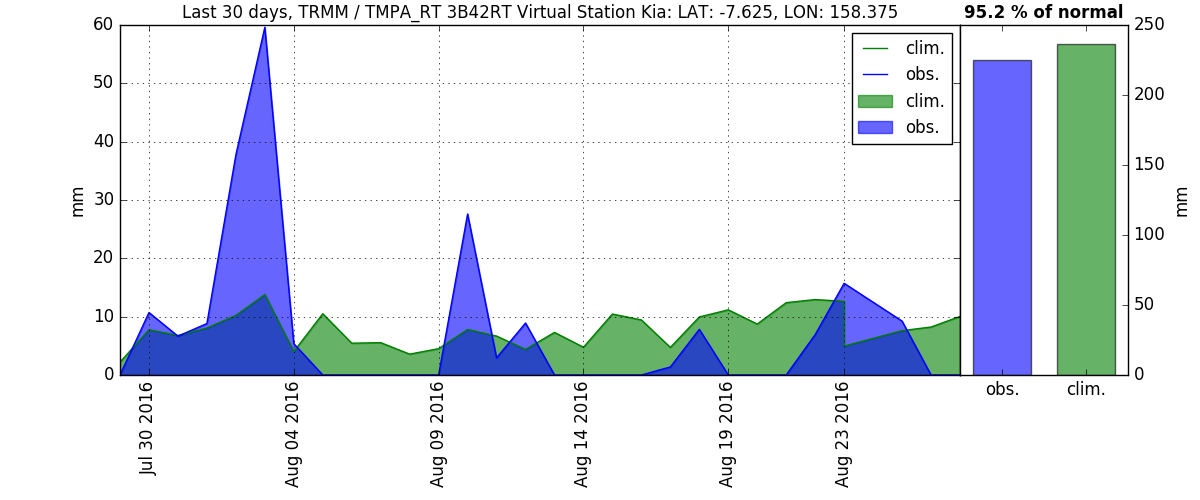 Last 30 days, TRMM / TMPA_RT 3B42RT Virtual Station Kia: LAT: -7.625, LON: 158.375
95.2 % of normal
60
50
40
30
20
10
0
mm
clim.
obs.
clim.
obs.
Jul 30 2016
Aug 04 2016
Aug 09 2016
Aug 14 2016
Aug 19 2016
Aug 23 2016
250
200
150
100
50
0
mm
obs.
clim.